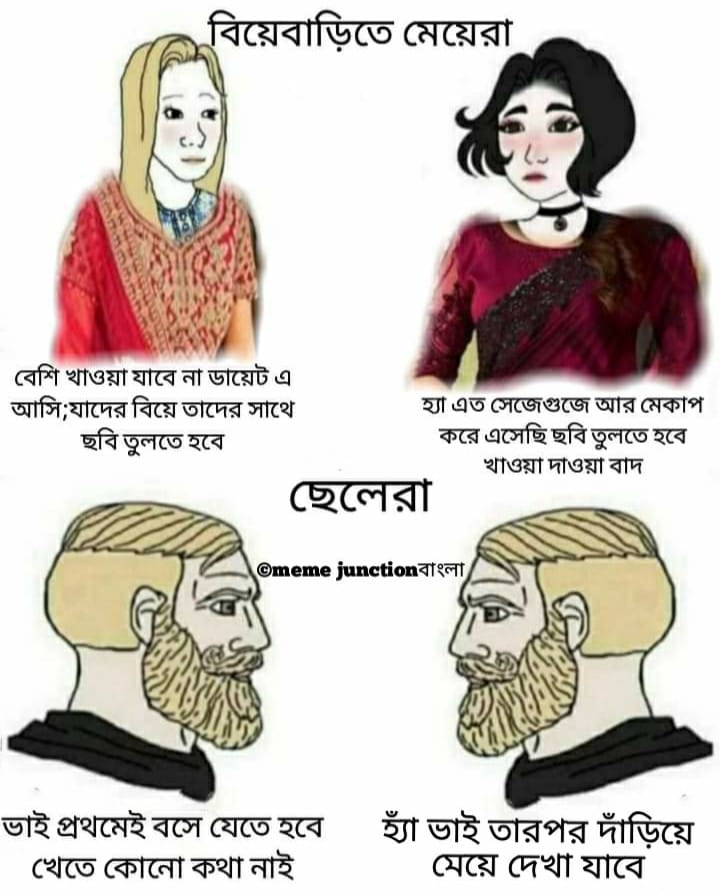 বিয়েবাড়িতে মেয়েরা
বেশি খাওয়া যাবে না ডায়েট এ
আসি;যাদের বিয়ে তাদের সাথে
ছবি তুলতে হবে
হ্যা এত সেজেগুজে আর মেকাপ
করে এসেছি ছবি তুলতে হবে
খাওয়া দাওয়া বাদ
ছেলেরা
©meme junctionবাংলা
ভাই প্রথমেই বসে যেতে হবে
খেতে কোনো কথা নাই
হ্যাঁ ভাই তারপর দাঁড়িয়ে
মেয়ে দেখা যাবে